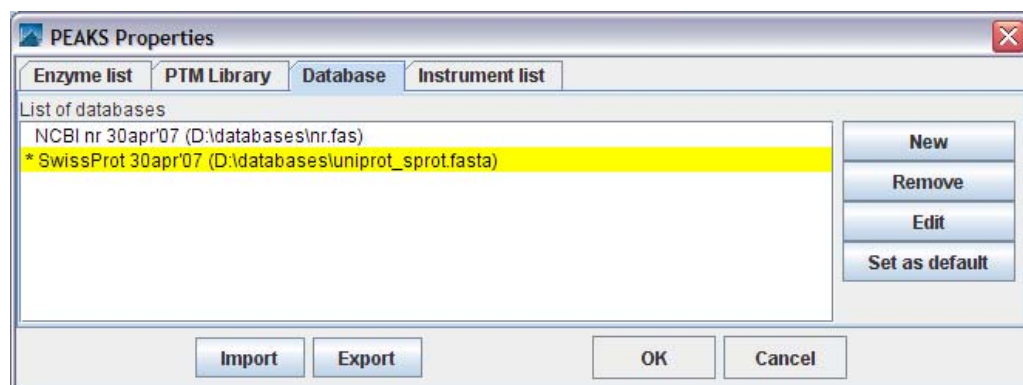 PEAKS Properties
Enzyme list PTM Library Database Instrument list
List of databases
NCBI nr 30apr'07 (D:\databases\nr.fas)
* SwissProt 30apr'07 (D:\databases\uniprot_sprot.fasta)
New
Remove
Edit
Set as default
Import Export OK Cancel